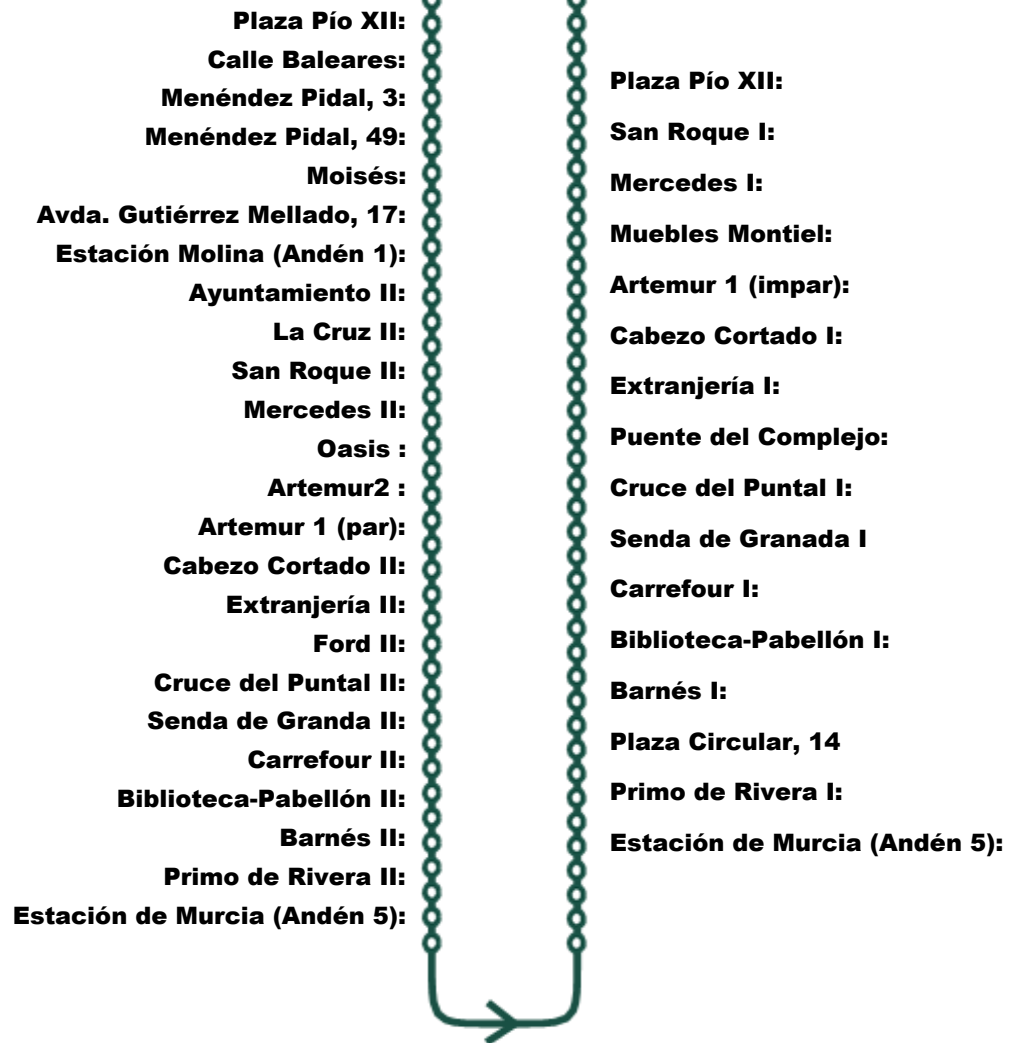 Plaza Pío XII:
Calle Baleares:
Menéndez Pidal, 3:
Menéndez Pidal, 49:
Moisés:
Avda. Gutiérrez Mellado, 17:
Estación Molina (Andén 1):
Ayuntamiento II:
La Cruz II:
San Roque II:
Mercedes II:
Oasis :
Artemur2 :
Artemur 1 (par):
Cabezo Cortado II:
Extranjería II:
Ford II:
Cruce del Puntal II:
Senda de Granda II:
Carrefour II:
Biblioteca-Pabellón II:
Barnés II:
Primo de Rivera II:
Estación de Murcia (Andén 5):
Plaza Pío XII:
San Roque I:
Mercedes I:
Muebles Montiel:
Artemur 1 (impar):
Cabezo Cortado I:
Extranjería I:
Puente del Complejo:
Cruce del Puntal I:
Senda de Granada I
Carrefour I:
Biblioteca-Pabellón I:
Barnés I:
Plaza Circular, 14
Primo de Rivera I:
Estación de Murcia (Andén 5):